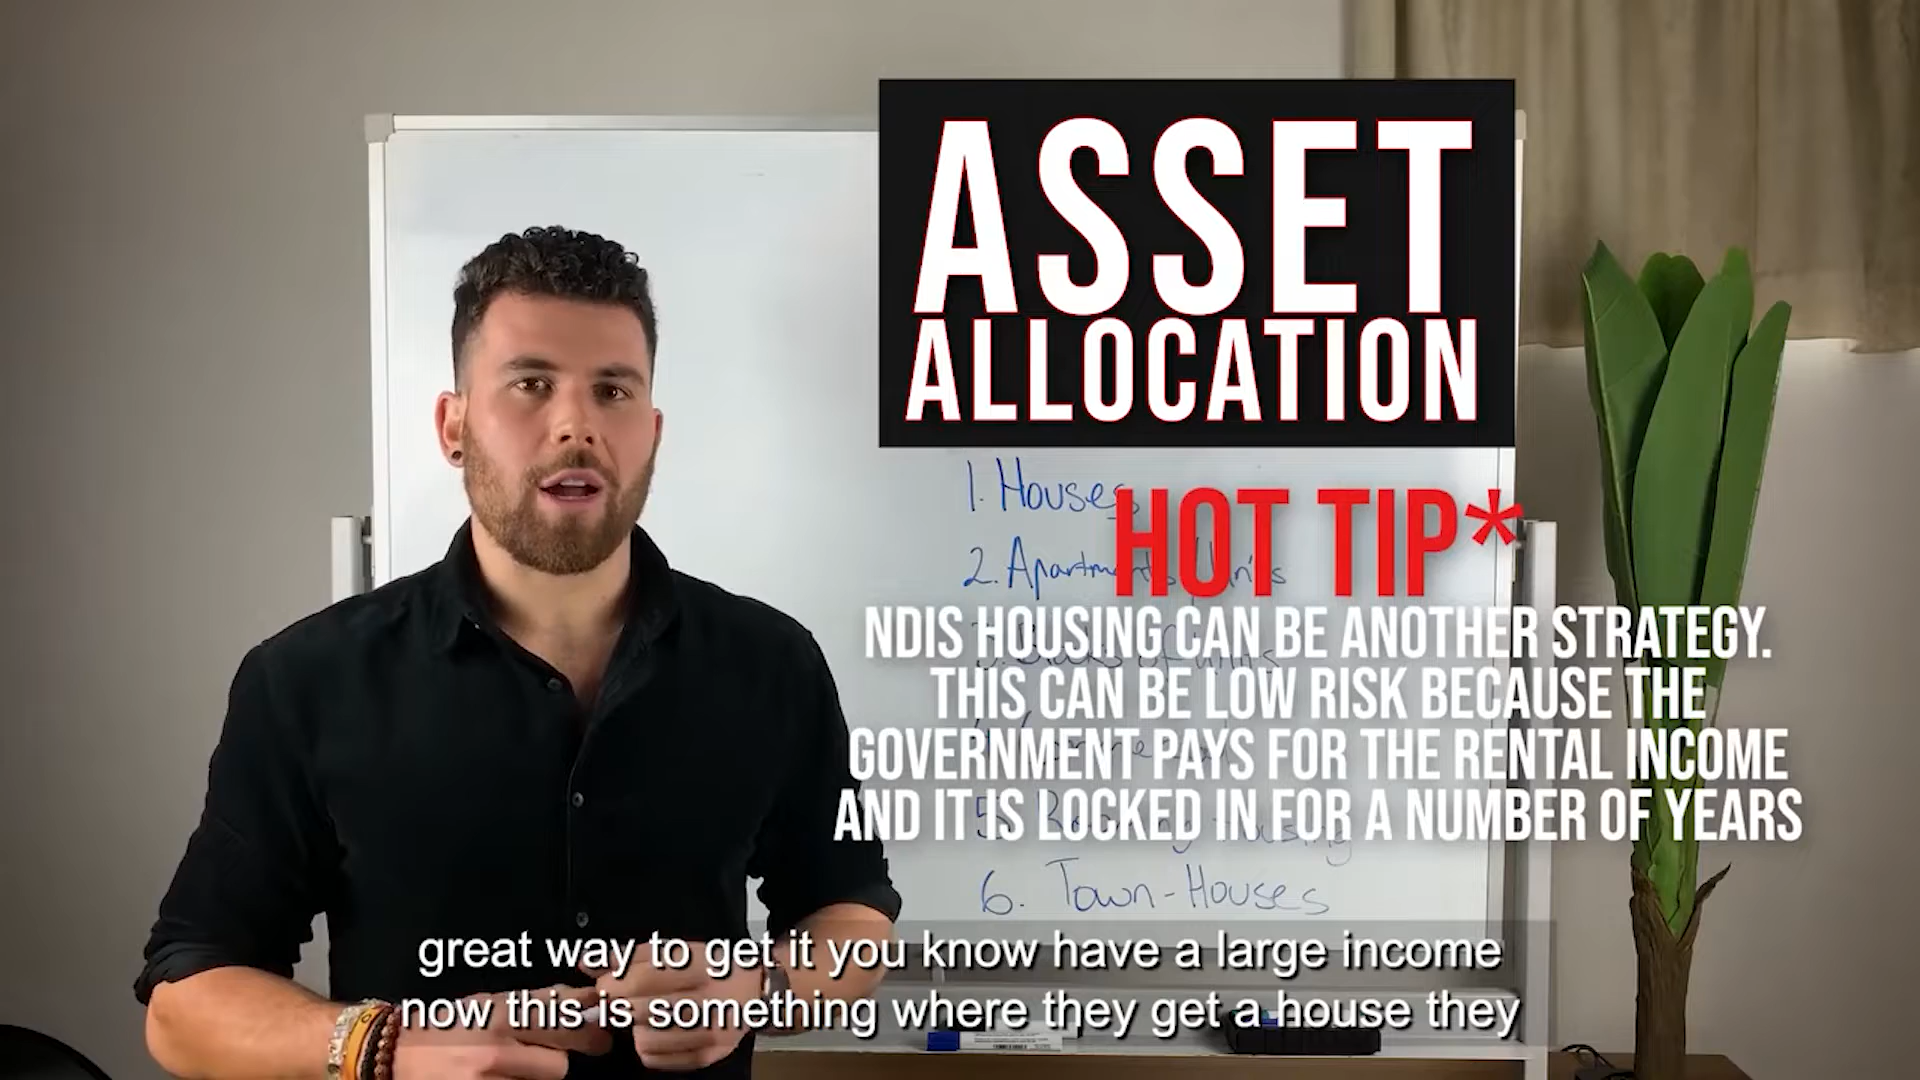 ASSET
ALLOCATION
1. Houses
HOT TIP*
2. Apartments
NDIS HOUSING CAN BE ANOTHER STRATEGY.
THIS CAN BE LOW RISK BECAUSE THE
GOVERNMENT PAYS FOR THE RENTAL INCOME
AND IT IS LOCKED IN FOR A NUMBER OF YEARS
6. Town-Houses
great way to get it you know have a large income
now this is something where they get a house they